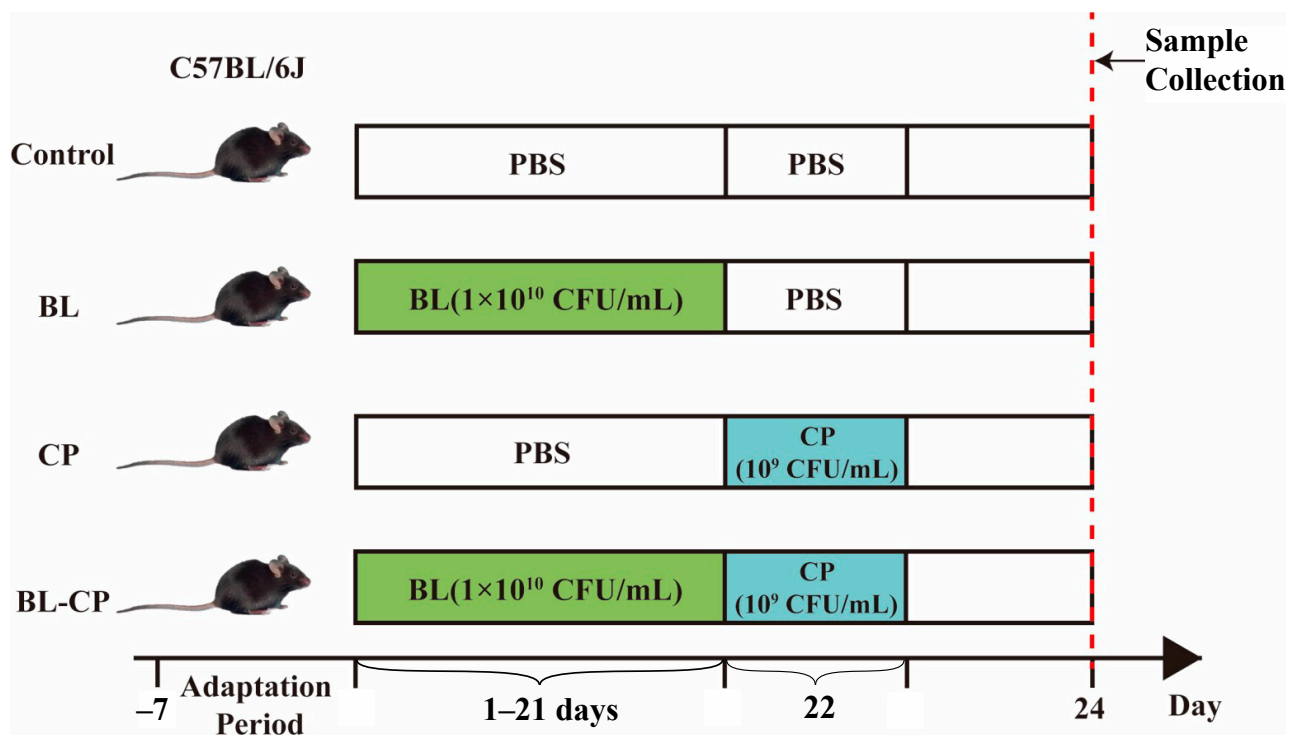 Sample
Collection
C57BL/6J
Control
PBS
PBS
BL
BL(1×10¹⁰ CFU/mL)
PBS
CP
PBS
CP
(10⁹ CFU/mL)
BL-CP
BL(1×10¹⁰ CFU/mL)
CP
(10⁹ CFU/mL)
–7
Adaptation
Period
1–21 days
22
24
Day